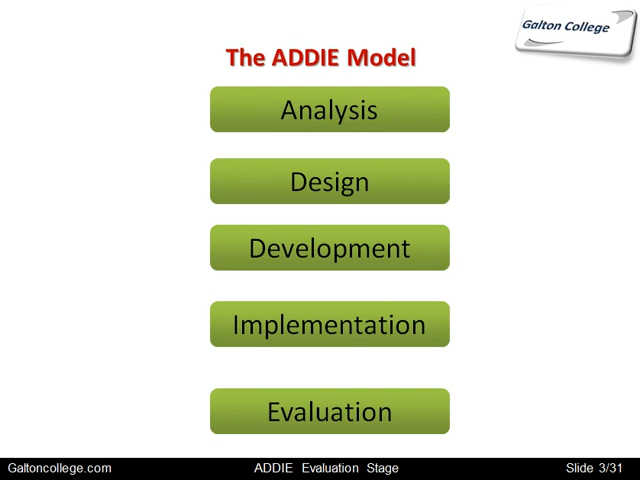 Galton College
The ADDIE Model
Analysis
Design
Development
Implementation
Evaluation
Galtoncollege.com ADDIE Evaluation Stage Slide 3/31